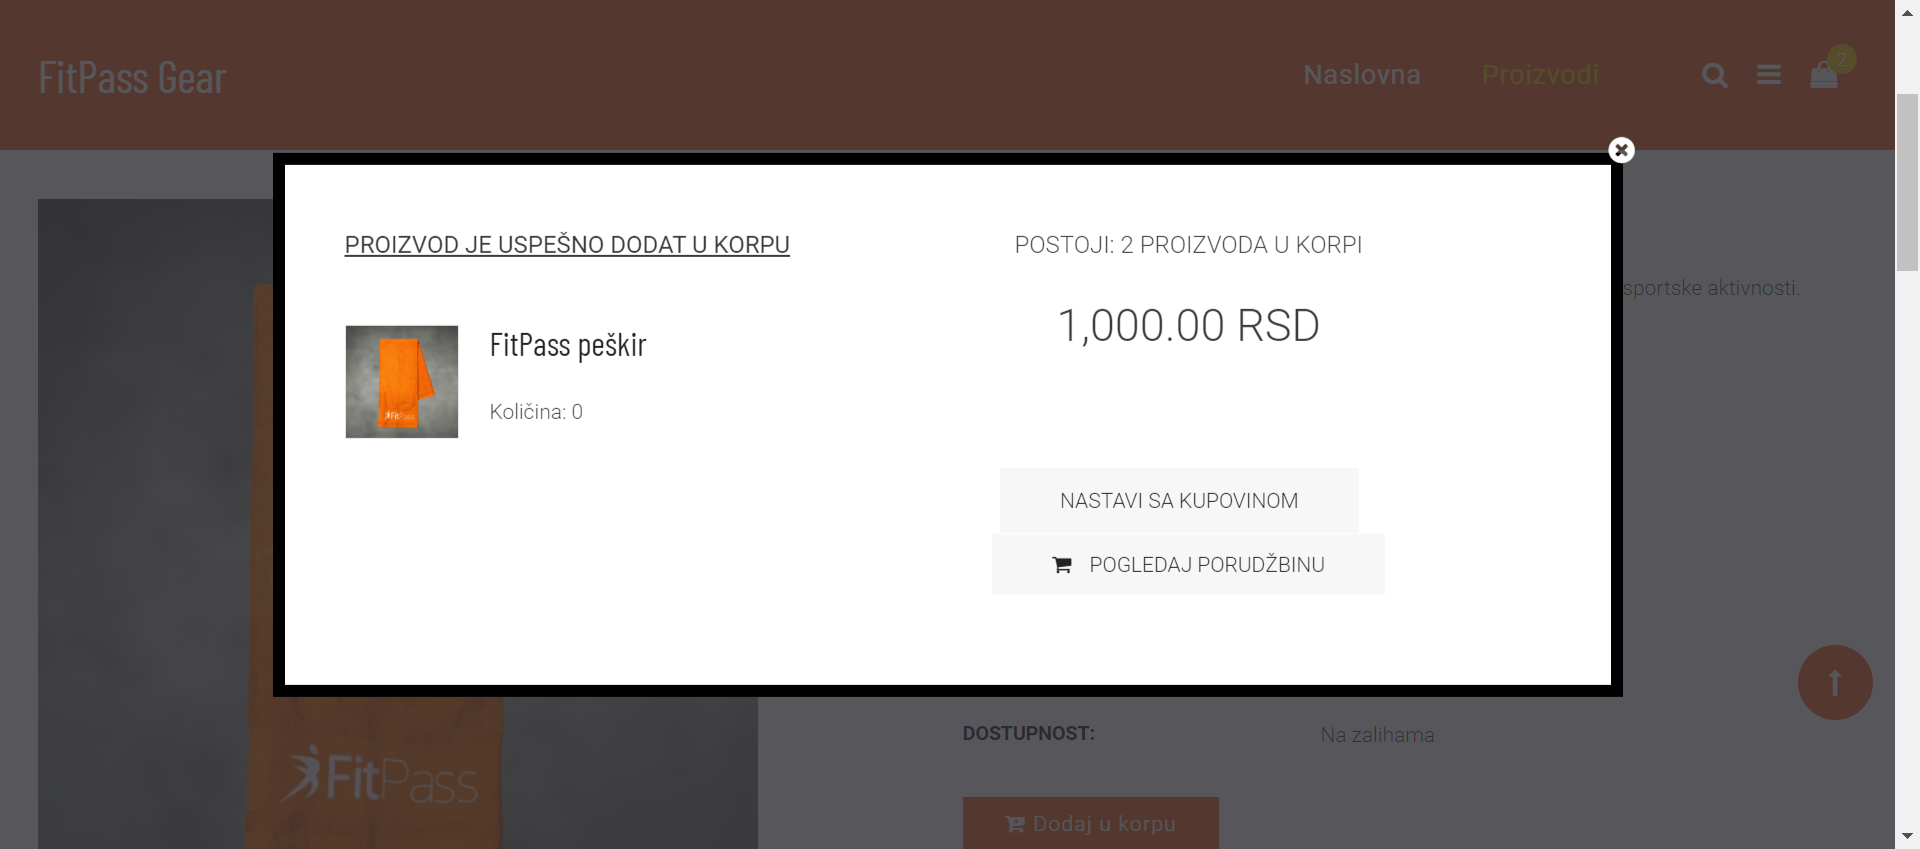 FitPass Gear
Naslovna
Proizvodi
2
PROIZVOD JE USPEŠNO DODAT U KORPU
FitPass peškir
Količina: 0
FitPass
POSTOJI: 2 PROIZVODA U KORPI
1,000.00 RSD
NASTAVI SA KUPOVINOM
POGLEDAJ PORUDŽBINU
sportske aktivnosti.
FitPass
DOSTUPNOST:
Na zalihama
Dodaj u korpu